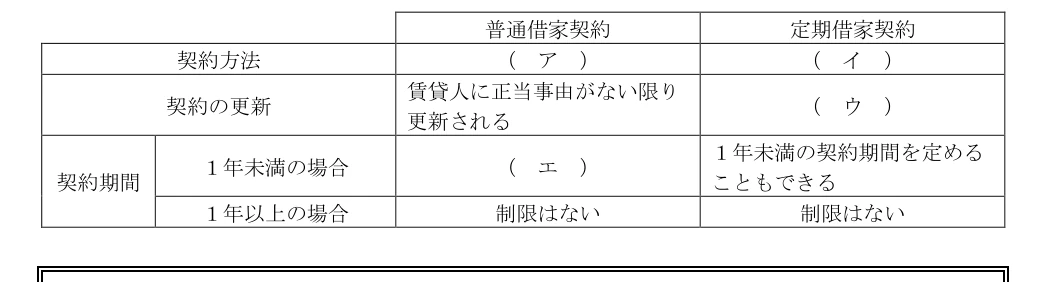 普通借家契約 定期借家契約
契約方法 （ ア ） （ イ ）
契約の更新 賃貸人に正当事由がない限り
更新される
（ ウ ）
契約期間
１年未満の場合 （ エ ）
１年未満の契約期間を定める
こともできる
１年以上の場合 制限はない 制限はない